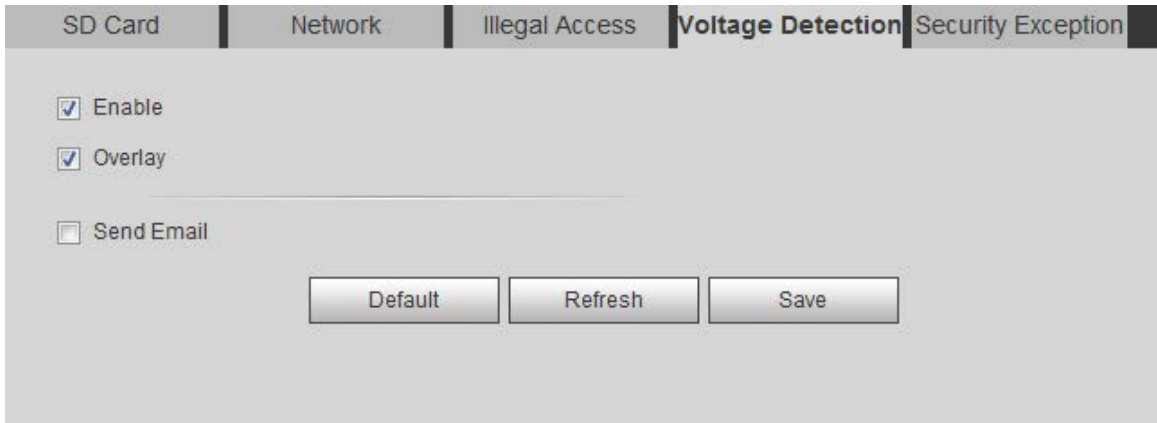 SD Card Network Illegal Access Voltage Detection Security Exception
Enable
Overlay
Send Email
Default Refresh Save